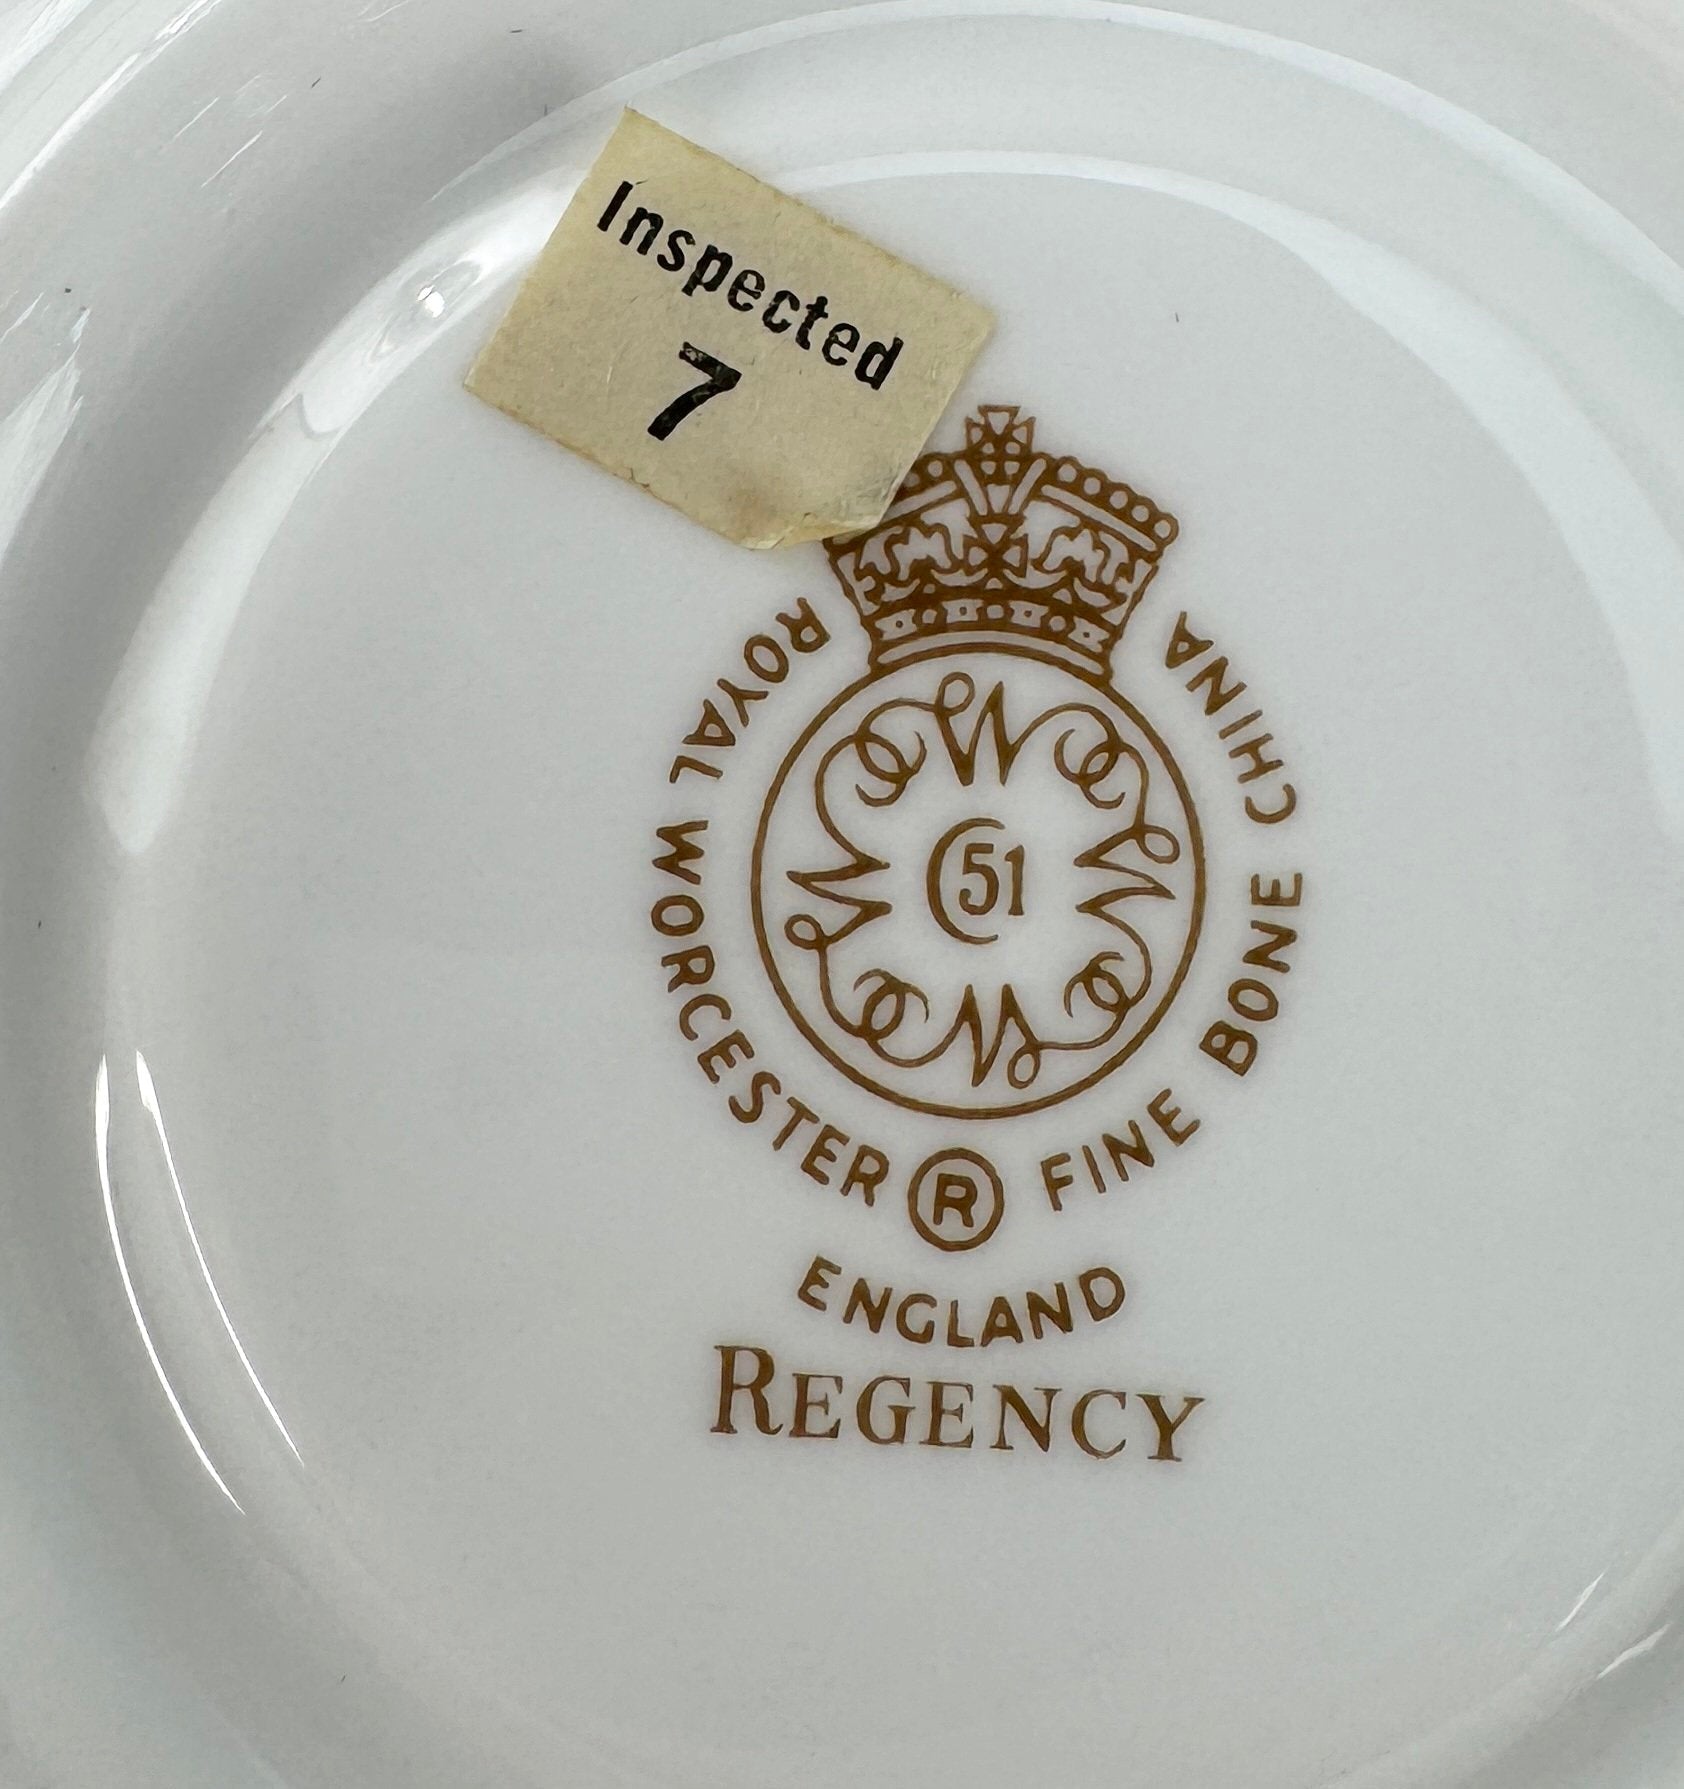 Inspected
7
ROYAL WORCESTER ® FINE BONE CHINA
51
ENGLAND
REGENCY